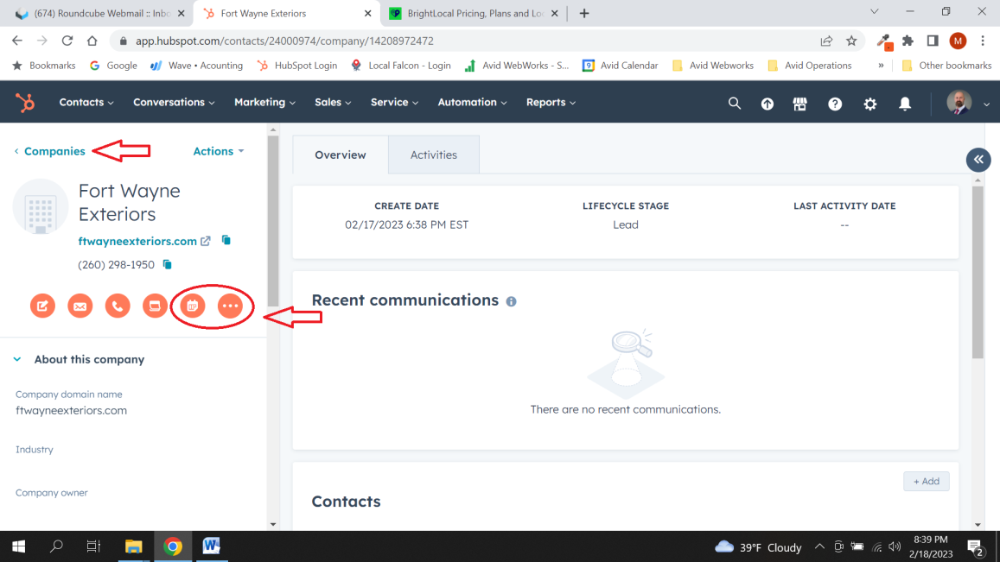 (674) Roundcube Webmail :: Inbo
Fort Wayne Exteriors
BrightLocal Pricing, Plans and Lo
app.hubspot.com/contacts/24000974/company/14208972472
M
Bookmarks
Google
Wave • Acounting
HubSpot Login
Local Falcon - Login
Avid WebWorks - S...
9
Avid Calendar
Avid Webworks
Avid Operations
»
Other bookmarks
Contacts
Conversations
Marketing
Sales
Service
Automation
Reports
Companies
Actions
Fort Wayne
Exteriors
ftwayneexteriors.com
(260) 298-1950
About this company
Company domain name
ftwayneexteriors.com
Industry
Company owner
Overview
Activities
CREATE DATE
02/17/2023 6:38 PM EST
LIFECYCLE STAGE
Lead
LAST ACTIVITY DATE
--
Recent communications
There are no recent communications.
+ Add
Contacts
39°F Cloudy
8:39 PM
2/18/2023
2